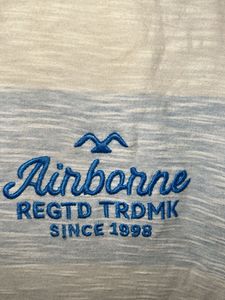 Airborne
REGTD TRDMK
SINCE 1998